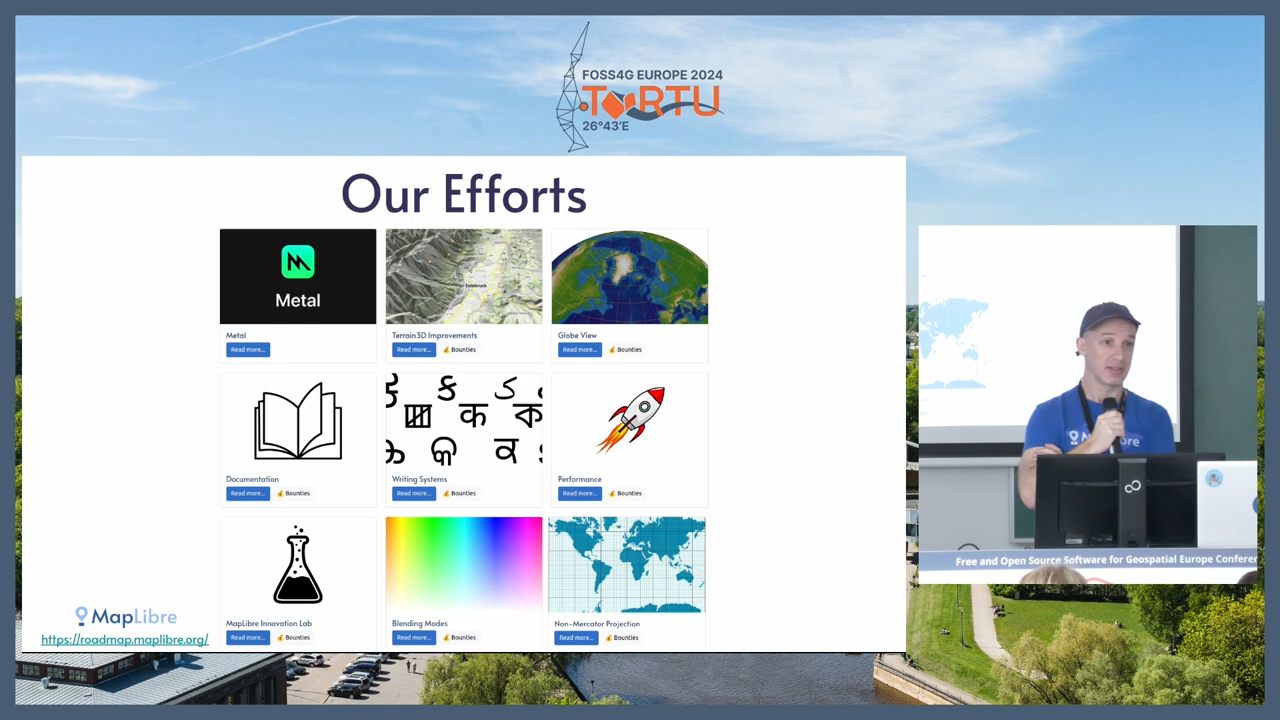 FOSS4G EUROPE 2024
TORTU
26°43'E
Our Efforts
Metal
Metal
Read more...
Terrain3D Improvements
Read more... Bounties
Globe View
Read more... Bounties
Documentation
Read more... Bounties
Writing Systems
Read more... Bounties
Performance
Read more... Bounties
MapLibre Innovation Lab
Read more... Bounties
Blending Modes
Read more... Bounties
Non-Mercator Projection
Read more... Bounties
MapLibre
https://roadmap.maplibre.org/
Free and Open Source Software for Geospatial Europe Confere